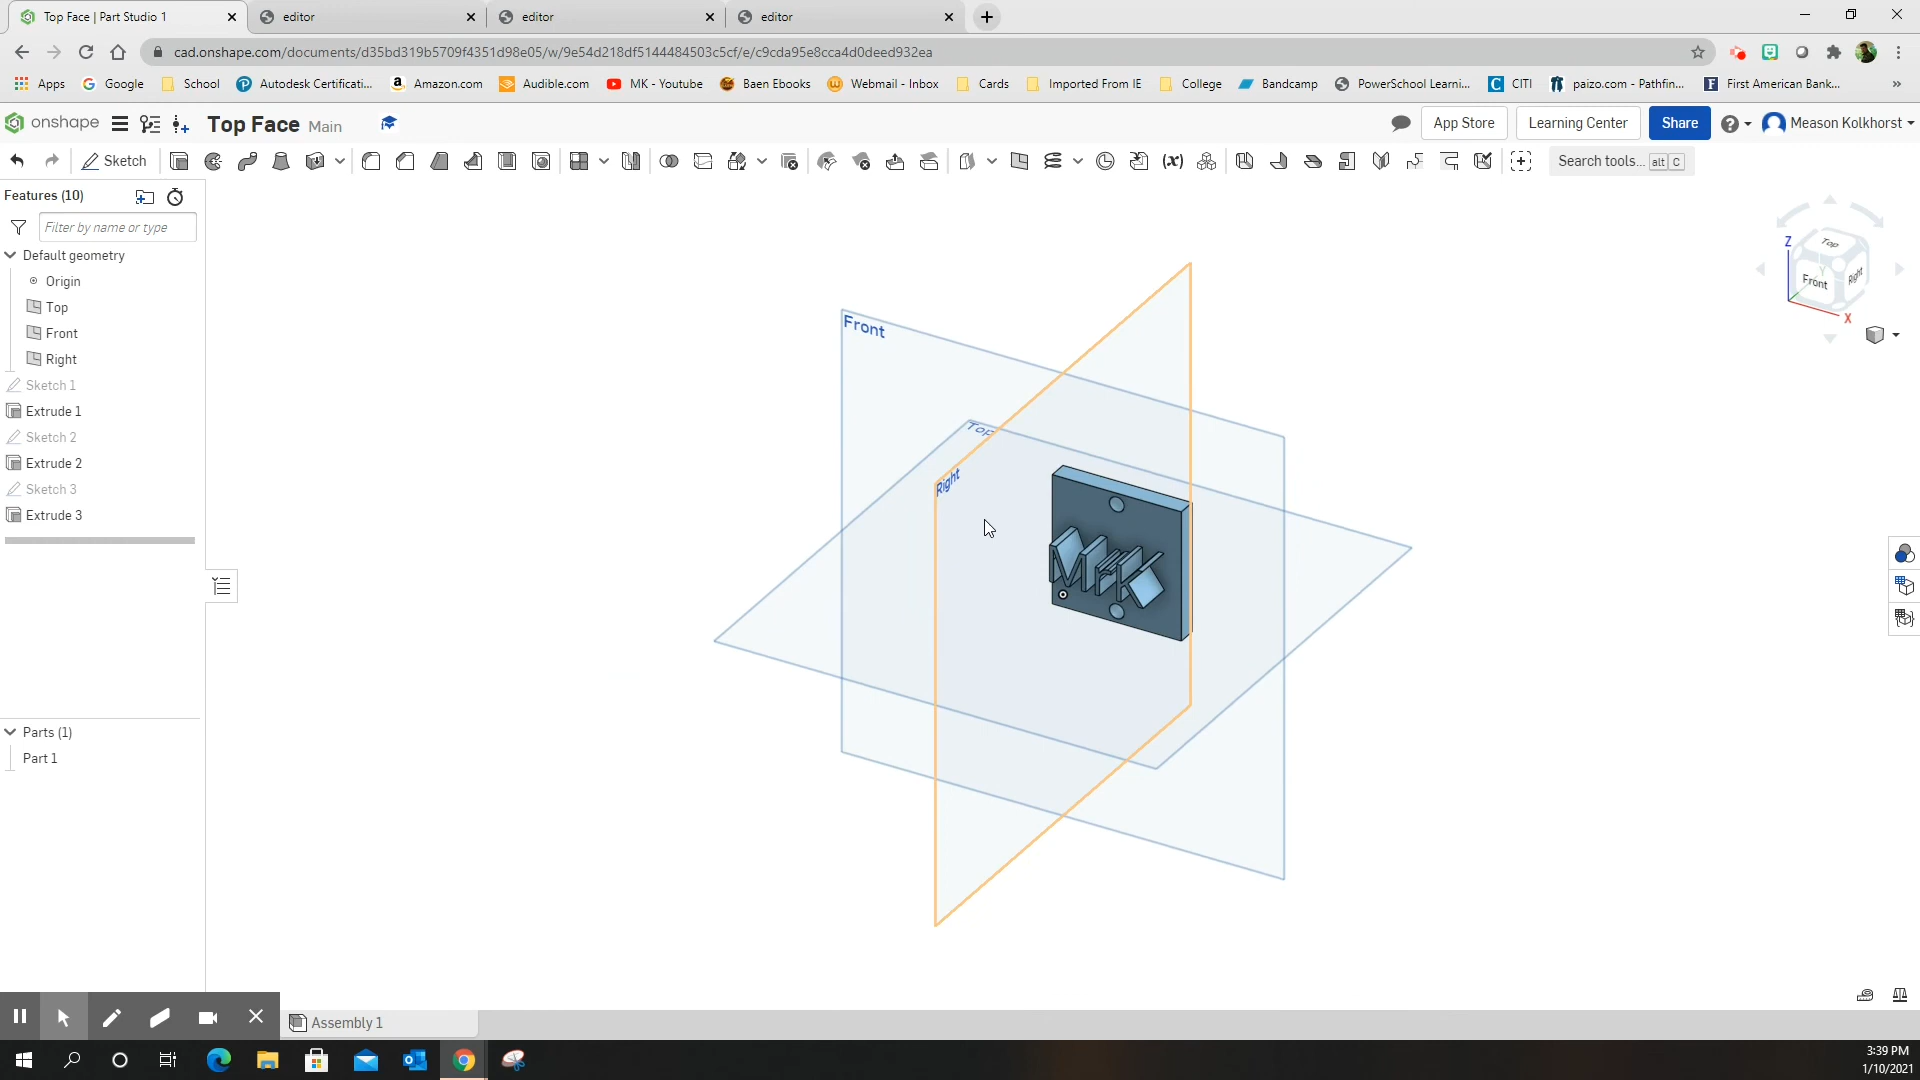 Top Face | Part Studio 1
editor
editor
editor
cad.onshape.com/documents/d35bd319b5709f4351d98e05/w/9e54d218df5144484503c5cf/e/c9cda95e8cca4d0deed932ea
Apps
Google
School
Autodesk Certificati...
Amazon.com
Audible.com
MK - Youtube
Baen Ebooks
Webmail - Inbox
Cards
Imported From IE
College
Bandcamp
PowerSchool Learni...
CITI
paizo.com - Pathfin...
First American Bank...
»
onshape
Top Face Main
App Store
Learning Center
Share
Meason Kolkhorst
Sketch
Search tools... alt C
Features (10)
Filter by name or type
Default geometry
Origin
Top
Front
Right
Sketch 1
Extrude 1
Sketch 2
Extrude 2
Sketch 3
Extrude 3
Parts (1)
Part 1
Front
Top
Right
MrK
Z
Top
Front
Right
Y
X
Assembly 1
3:39 PM
1/10/2021